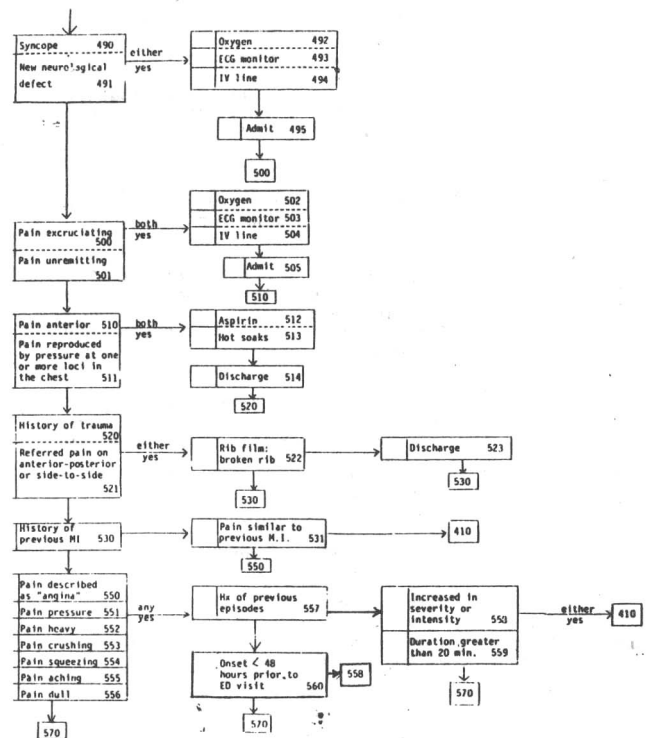 Syncope 490
New neurological
defect 491
either
yes
Oxygen 492
ECG monitor 493
IV line 494
Admit 495
500
Pain excruciating
500
Pain unremitting
501
both
yes
Oxygen 502
ECG monitor 503
IV line 504
Admit 505
510
Pain anterior 510
Pain reproduced
by pressure at one
or more loci in
the chest 511
both
yes
Aspirin 512
Hot soaks 513
Discharge 514
520
History of trauma
520
Referred pain on
anterior-posterior
or side-to-side
521
either
yes
Rib film:
broken rib 522
530
Discharge 523
530
History of
previous MI 530
Pain similar to
previous M.I. 531
550
410
Pain described
as "angina" 550
Pain pressure 551
Pain heavy 552
Pain crushing 553
Pain squeezing 554
Pain aching 555
Pain dull 556
570
any
yes
Hx of previous
episodes 557
Onset < 48
hours prior to
ED visit 560
558
570
Increased in
severity or
intensity 553
Duration greater
than 20 min. 559
570
either
yes
410